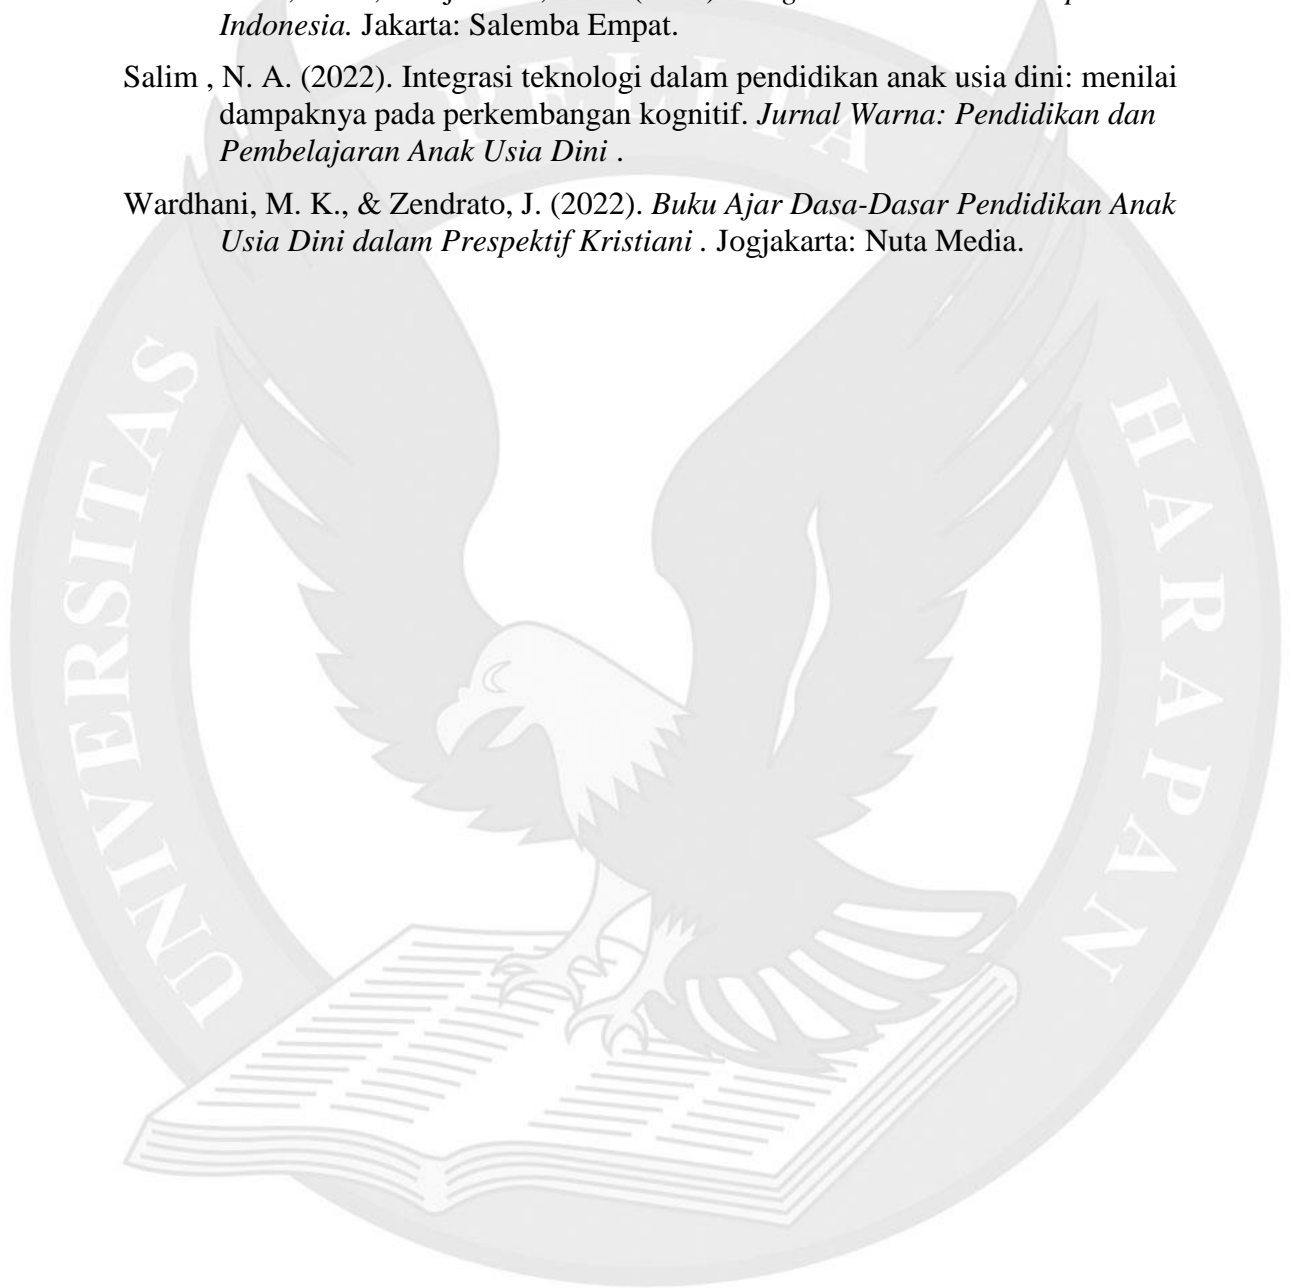 Indonesia. Jakarta: Salemba Empat.
Salim , N. A. (2022). Integrasi teknologi dalam pendidikan anak usia dini: menilai
dampaknya pada perkembangan kognitif. Jurnal Warna: Pendidikan dan
Pembelajaran Anak Usia Dini .
Wardhani, M. K., & Zendrato, J. (2022). Buku Ajar Dasa-Dasar Pendidikan Anak
Usia Dini dalam Prespektif Kristiani . Jogjakarta: Nuta Media.
UNIVERSITAS
PELITA
HARAPAN